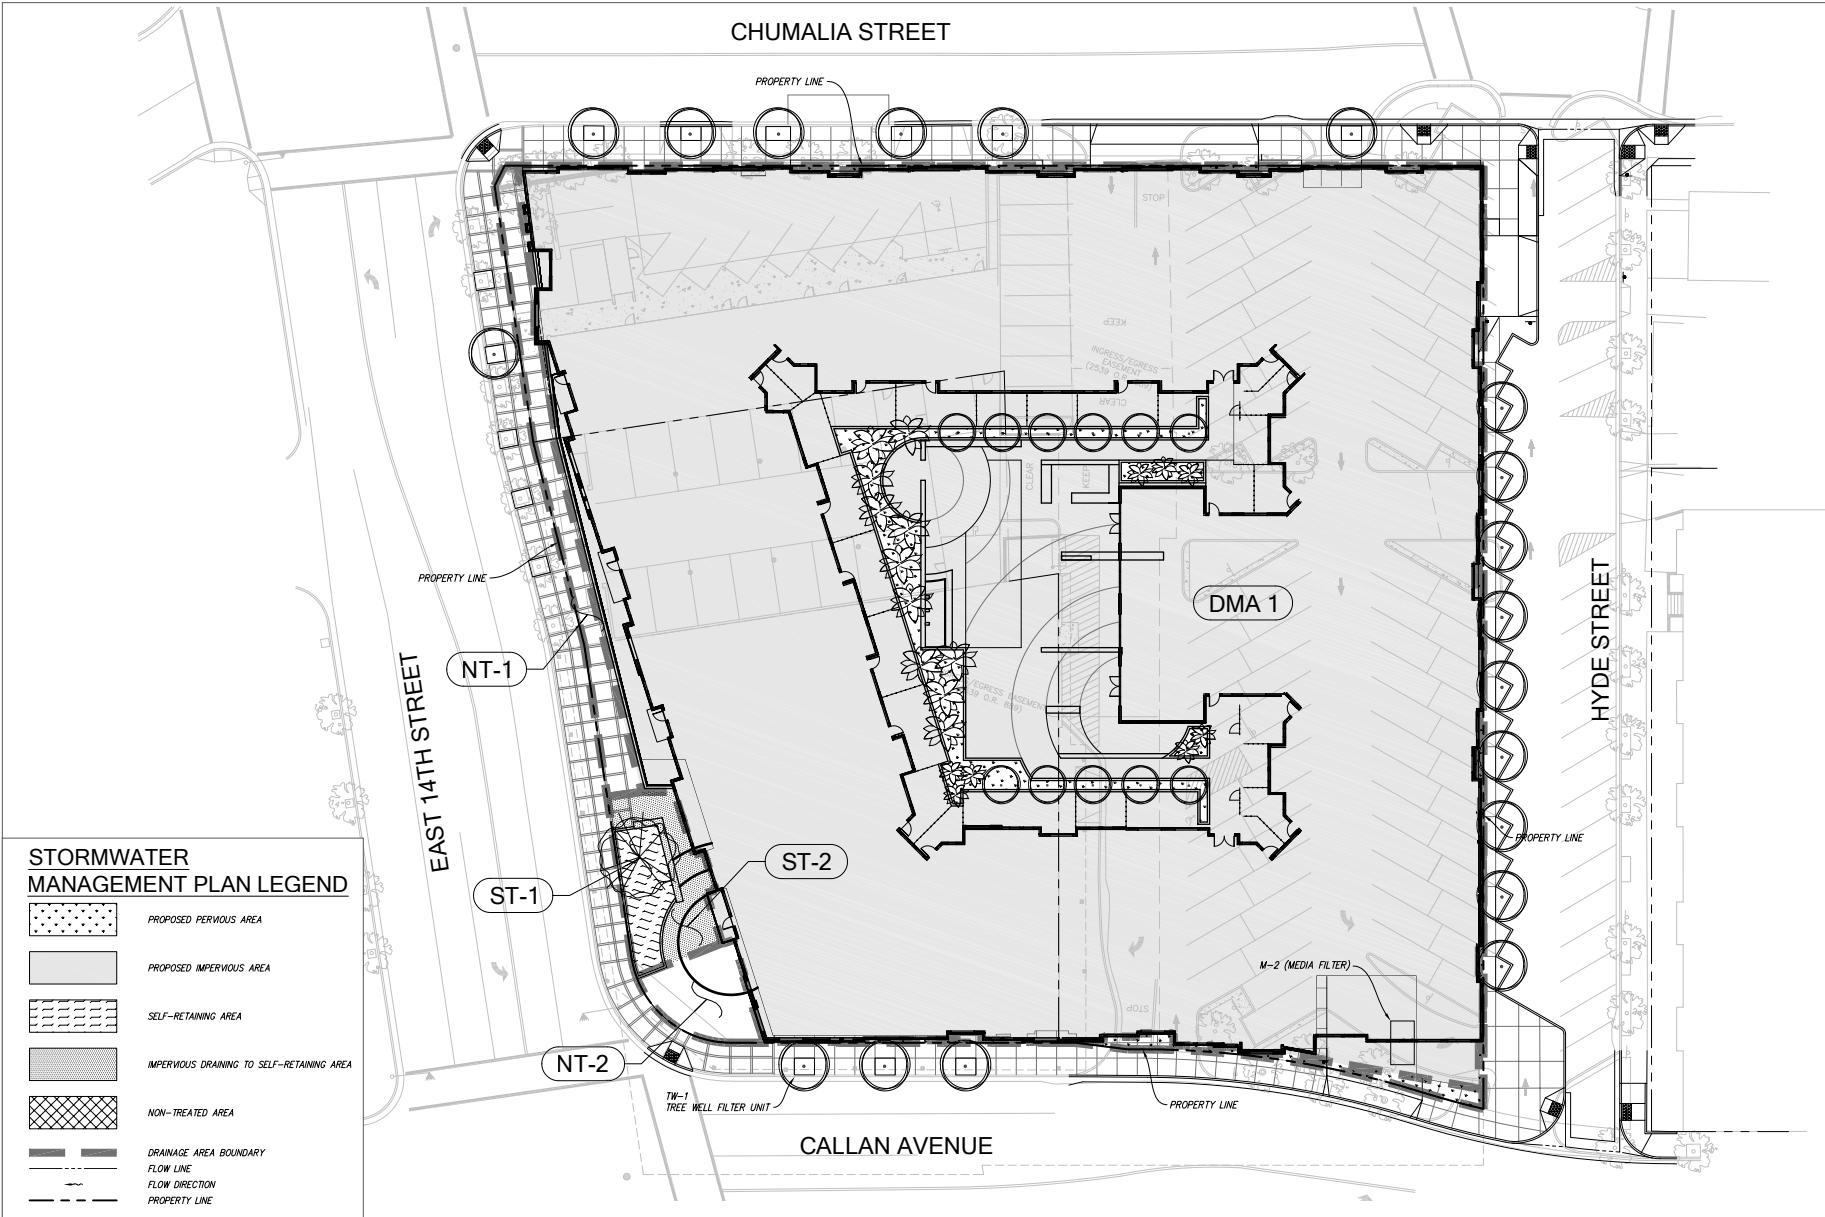 CHUMALIA STREET
PROPERTY LINE
STOP
KEEP
INGRESS/EGRESS
EASEMENT
CLEAR
CLEAR
KEEP
DMA 1
PROPERTY LINE
NT-1
EAST 14TH STREET
HYDE STREET
PROPERTY LINE
ST-2
ST-1
M-2 (MEDIA FILTER)
STOP
NT-2
TW-1
TREE WELL FILTER UNIT
PROPERTY LINE
CALLAN AVENUE
STORMWATER
MANAGEMENT PLAN LEGEND
PROPOSED PERVIOUS AREA
PROPOSED IMPERVIOUS AREA
SELF-RETAINING AREA
IMPERVIOUS DRAINING TO SELF-RETAINING AREA
NON-TREATED AREA
DRAINAGE AREA BOUNDARY
FLOW LINE
FLOW DIRECTION
PROPERTY LINE